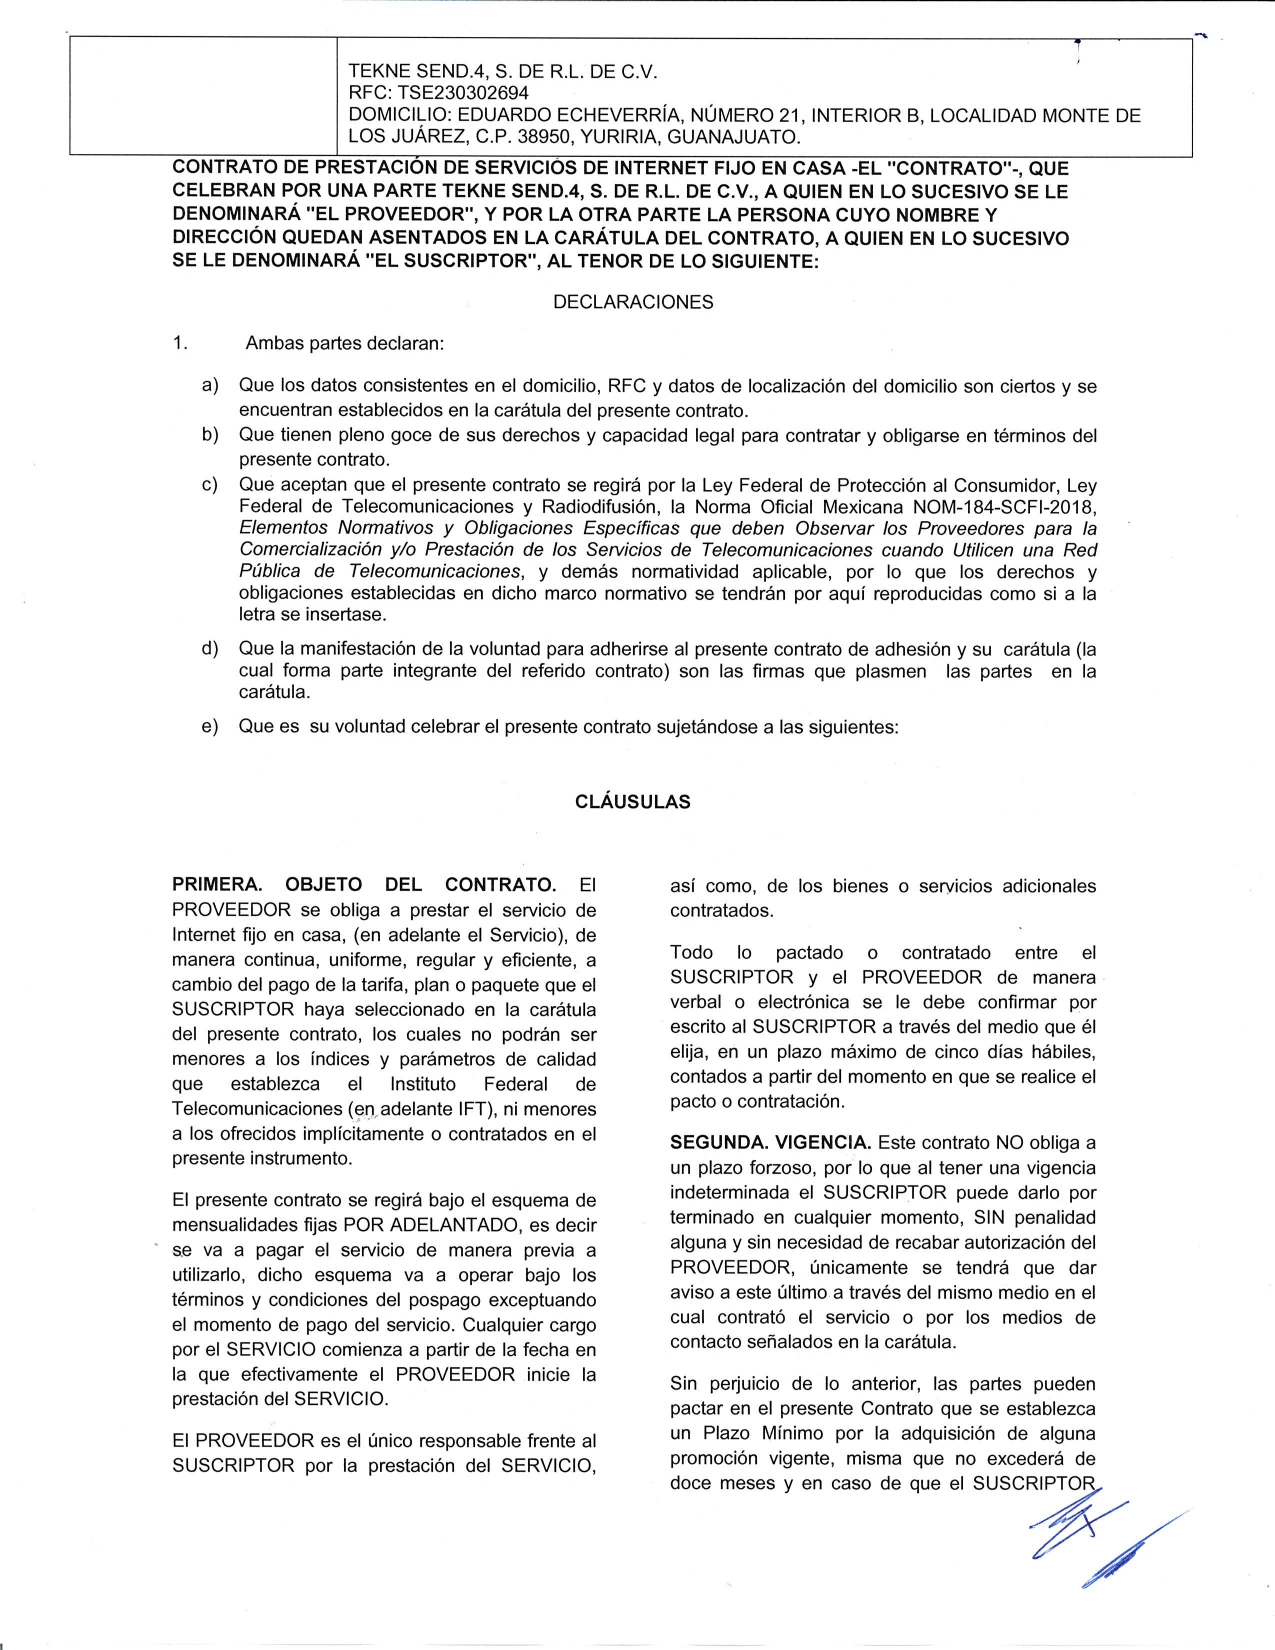 TEKNE SEND.4, S. DE R.L. DE C.V.
RFC: TSE230302694
DOMICILIO: EDUARDO ECHEVERRÍA, NÚMERO 21, INTERIOR B, LOCALIDAD MONTE DE
LOS JUÁREZ, C.P. 38950, YURIRIA, GUANAJUATO.
CONTRATO DE PRESTACIÓN DE SERVICIOS DE INTERNET FIJO EN CASA -EL "CONTRATO"-, QUE
CELEBRAN POR UNA PARTE TEKNE SEND.4, S. DE R.L. DE C.V., A QUIEN EN LO SUCESIVO SE LE
DENOMINARÁ "EL PROVEEDOR", Y POR LA OTRA PARTE LA PERSONA CUYO NOMBRE Y
DIRECCIÓN QUEDAN ASENTADOS EN LA CARÁTULA DEL CONTRATO, A QUIEN EN LO SUCESIVO
SE LE DENOMINARÁ "EL SUSCRIPTOR", AL TENOR DE LO SIGUIENTE:
DECLARACIONES
1. Ambas partes declaran:
a) Que los datos consistentes en el domicilio, RFC y datos de localización del domicilio son ciertos y se
encuentran establecidos en la carátula del presente contrato.
b) Que tienen pleno goce de sus derechos y capacidad legal para contratar y obligarse en términos del
presente contrato.
c) Que aceptan que el presente contrato se regirá por la Ley Federal de Protección al Consumidor, Ley
Federal de Telecomunicaciones y Radiodifusión, la Norma Oficial Mexicana NOM-184-SCFI-2018,
Elementos Normativos y Obligaciones Específicas que deben Observar los Proveedores para la
Comercialización y/o Prestación de los Servicios de Telecomunicaciones cuando Utilicen una Red
Pública de Telecomunicaciones, y demás normatividad aplicable, por lo que los derechos y
obligaciones establecidas en dicho marco normativo se tendrán por aquí reproducidas como si a la
letra se insertase.
d) Que la manifestación de la voluntad para adherirse al presente contrato de adhesión y su carátula (la
cual forma parte integrante del referido contrato) son las firmas que plasmen las partes en la
carátula.
e) Que es su voluntad celebrar el presente contrato sujetándose a las siguientes:
CLÁUSULAS
PRIMERA. OBJETO DEL CONTRATO. El
PROVEEDOR se obliga a prestar el servicio de
Internet fijo en casa, (en adelante el Servicio), de
manera continua, uniforme, regular y eficiente, a
cambio del pago de la tarifa, plan o paquete que el
SUSCRIPTOR haya seleccionado en la carátula
del presente contrato, los cuales no podrán ser
menores a los índices y parámetros de calidad
que establezca el Instituto Federal de
Telecomunicaciones (en adelante IFT), ni menores
a los ofrecidos implícitamente o contratados en el
presente instrumento.
El presente contrato se regirá bajo el esquema de
mensualidades fijas POR ADELANTADO, es decir
se va a pagar el servicio de manera previa a
utilizarlo, dicho esquema va a operar bajo los
términos y condiciones del pospago exceptuando
el momento de pago del servicio. Cualquier cargo
por el SERVICIO comienza a partir de la fecha en
la que efectivamente el PROVEEDOR inicie la
prestación del SERVICIO.
El PROVEEDOR es el único responsable frente al
SUSCRIPTOR por la prestación del SERVICIO,
así como, de los bienes o servicios adicionales
contratados.
Todo lo pactado o contratado entre el
SUSCRIPTOR y el PROVEEDOR de manera
verbal o electrónica se le debe confirmar por
escrito al SUSCRIPTOR a través del medio que él
elija, en un plazo máximo de cinco días hábiles,
contados a partir del momento en que se realice el
pacto o contratación.
SEGUNDA. VIGENCIA. Este contrato NO obliga a
un plazo forzoso, por lo que al tener una vigencia
indeterminada el SUSCRIPTOR puede darlo por
terminado en cualquier momento, SIN penalidad
alguna y sin necesidad de recabar autorización del
PROVEEDOR, únicamente se tendrá que dar
aviso a este último a través del mismo medio en el
cual contrató el servicio o por los medios de
contacto señalados en la carátula.
Sin perjuicio de lo anterior, las partes pueden
pactar en el presente Contrato que se establezca
un Plazo Mínimo por la adquisición de alguna
promoción vigente, misma que no excederá de
doce meses y en caso de que el SUSCRIPTOR